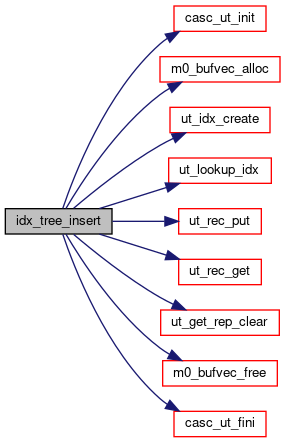 casc_ut_init
m0_bufvec_alloc
ut_idx_create
ut_lookup_idx
idx_tree_insert
ut_rec_put
ut_rec_get
ut_get_rep_clear
m0_bufvec_free
casc_ut_fini